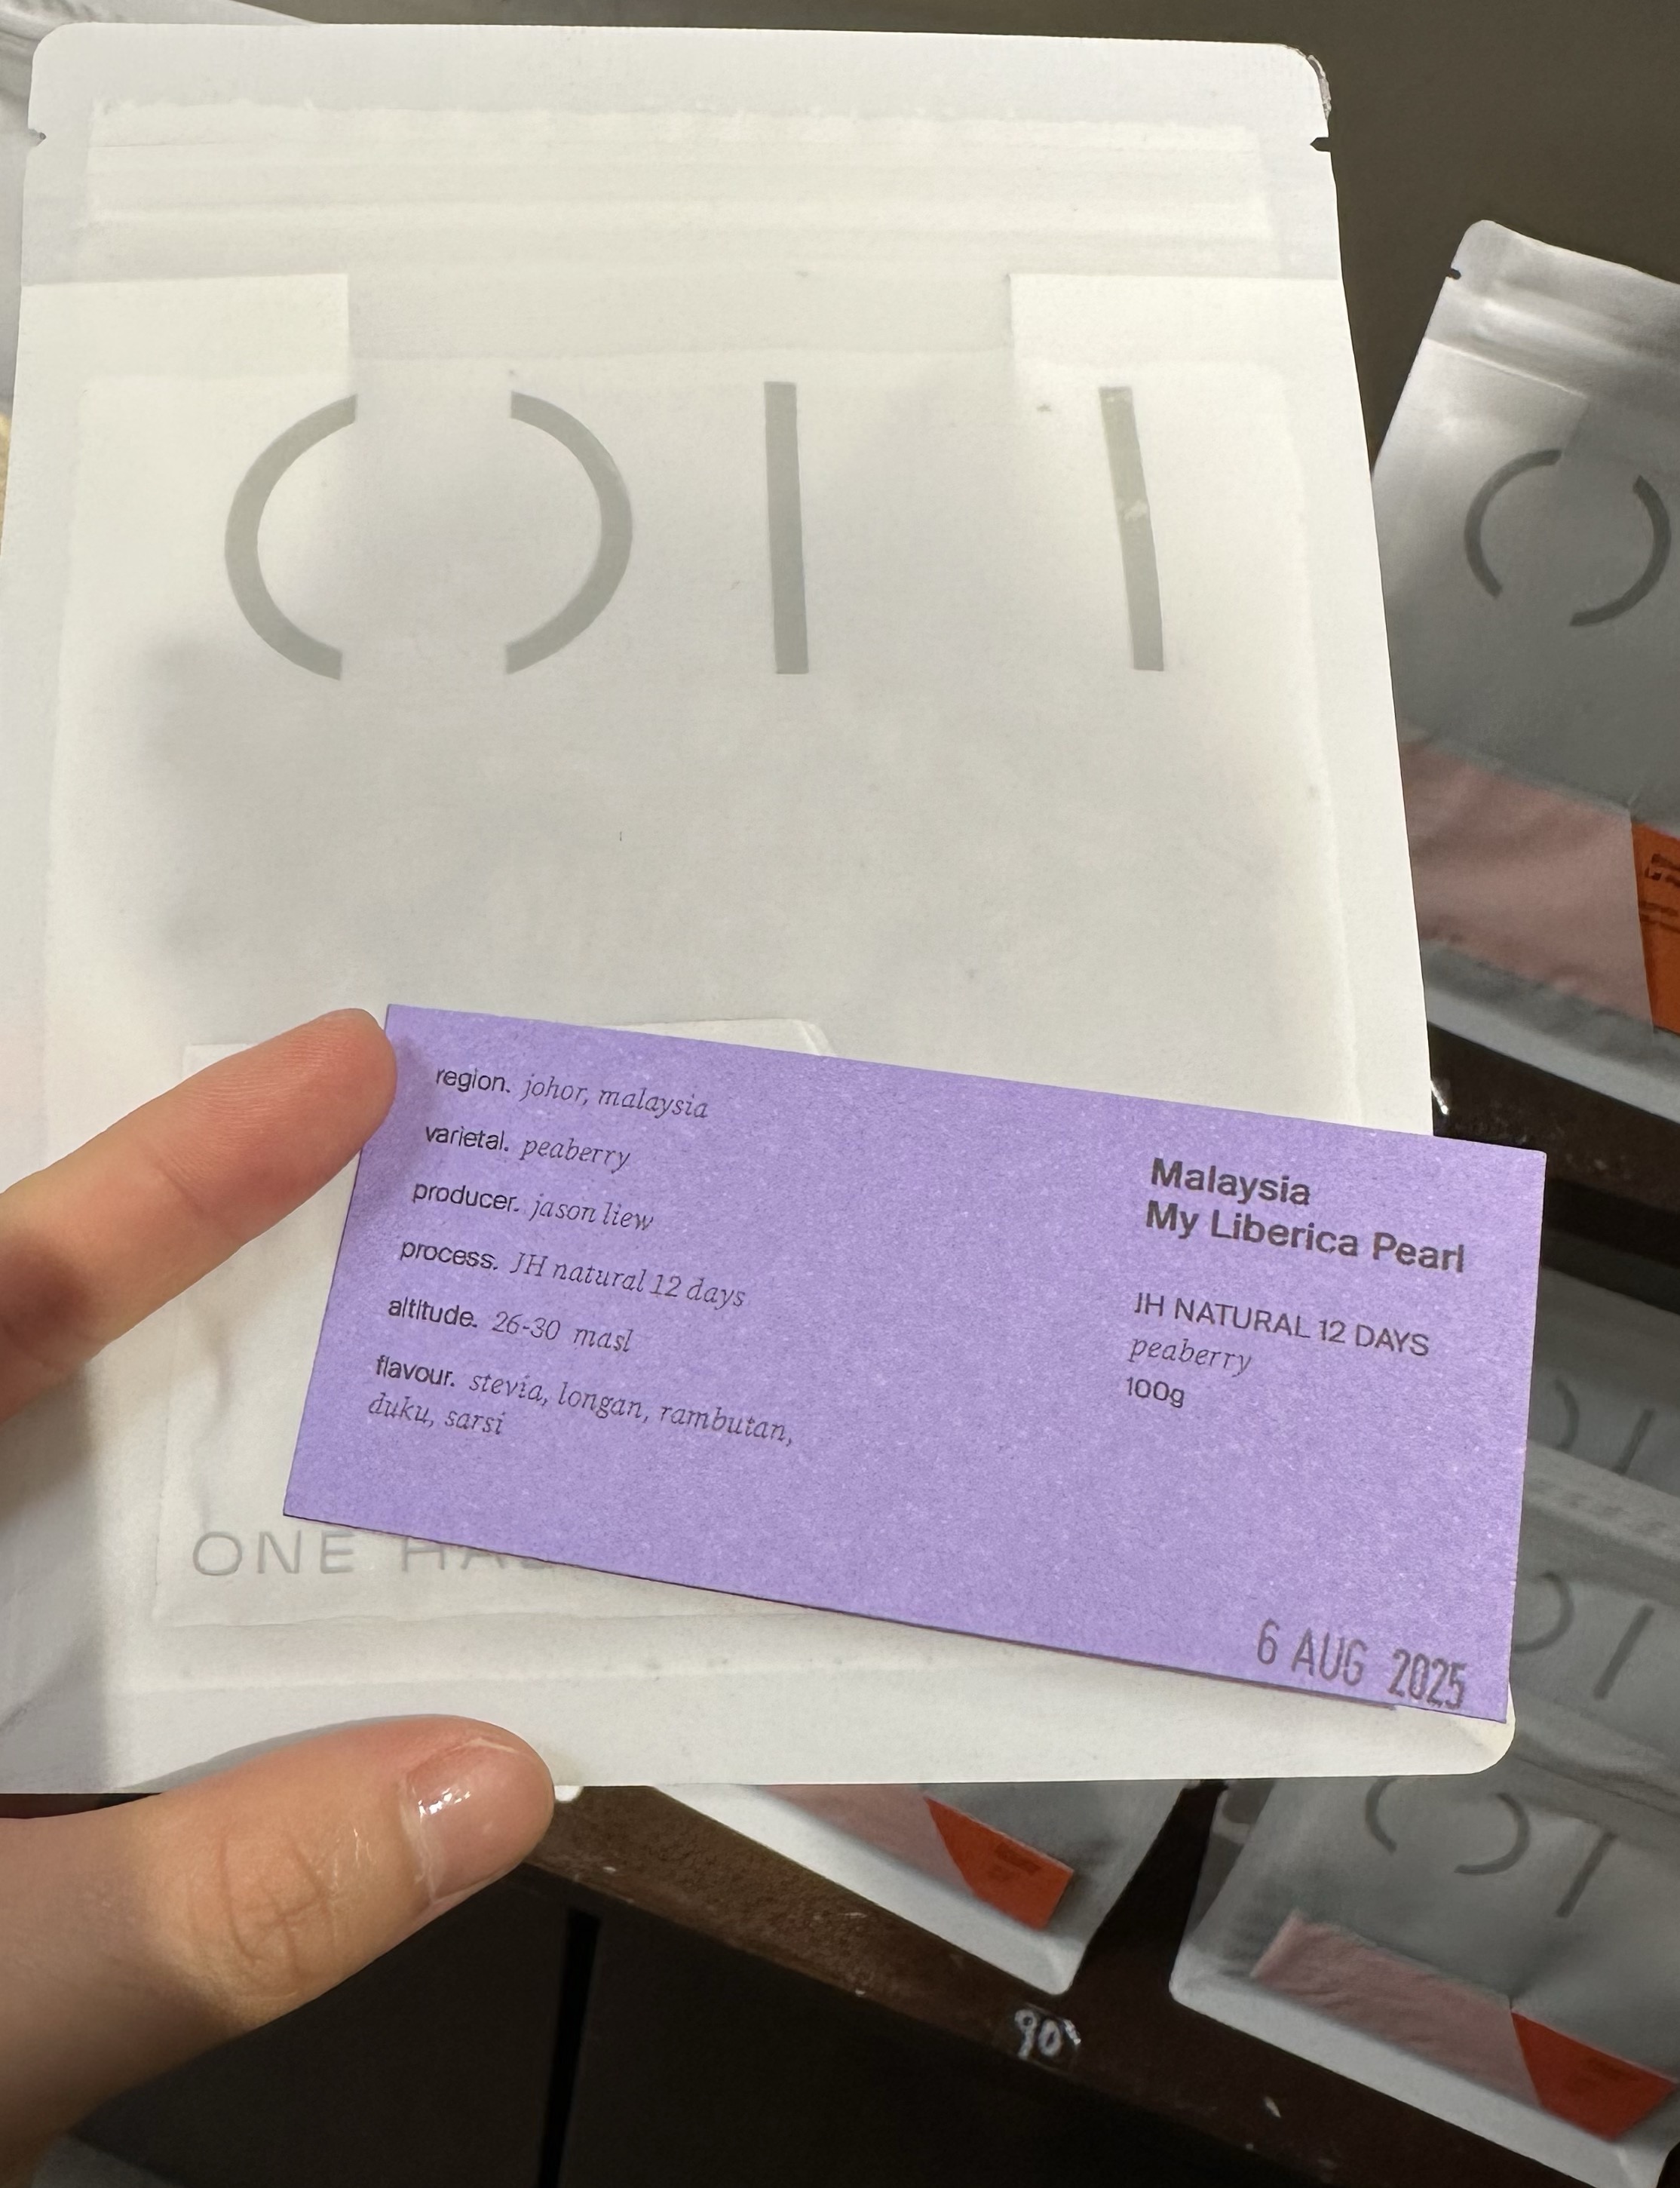 region. johor, malaysia
varietal. peaberry
producer. jason liew
process. JH natural 12 days
altitude. 26-30 masl
flavour. stevia, longan, rambutan,
duku, sarsi
Malaysia
My Liberica Pearl
JH NATURAL 12 DAYS
peaberry
100g
6 AUG 2025
ONE
90